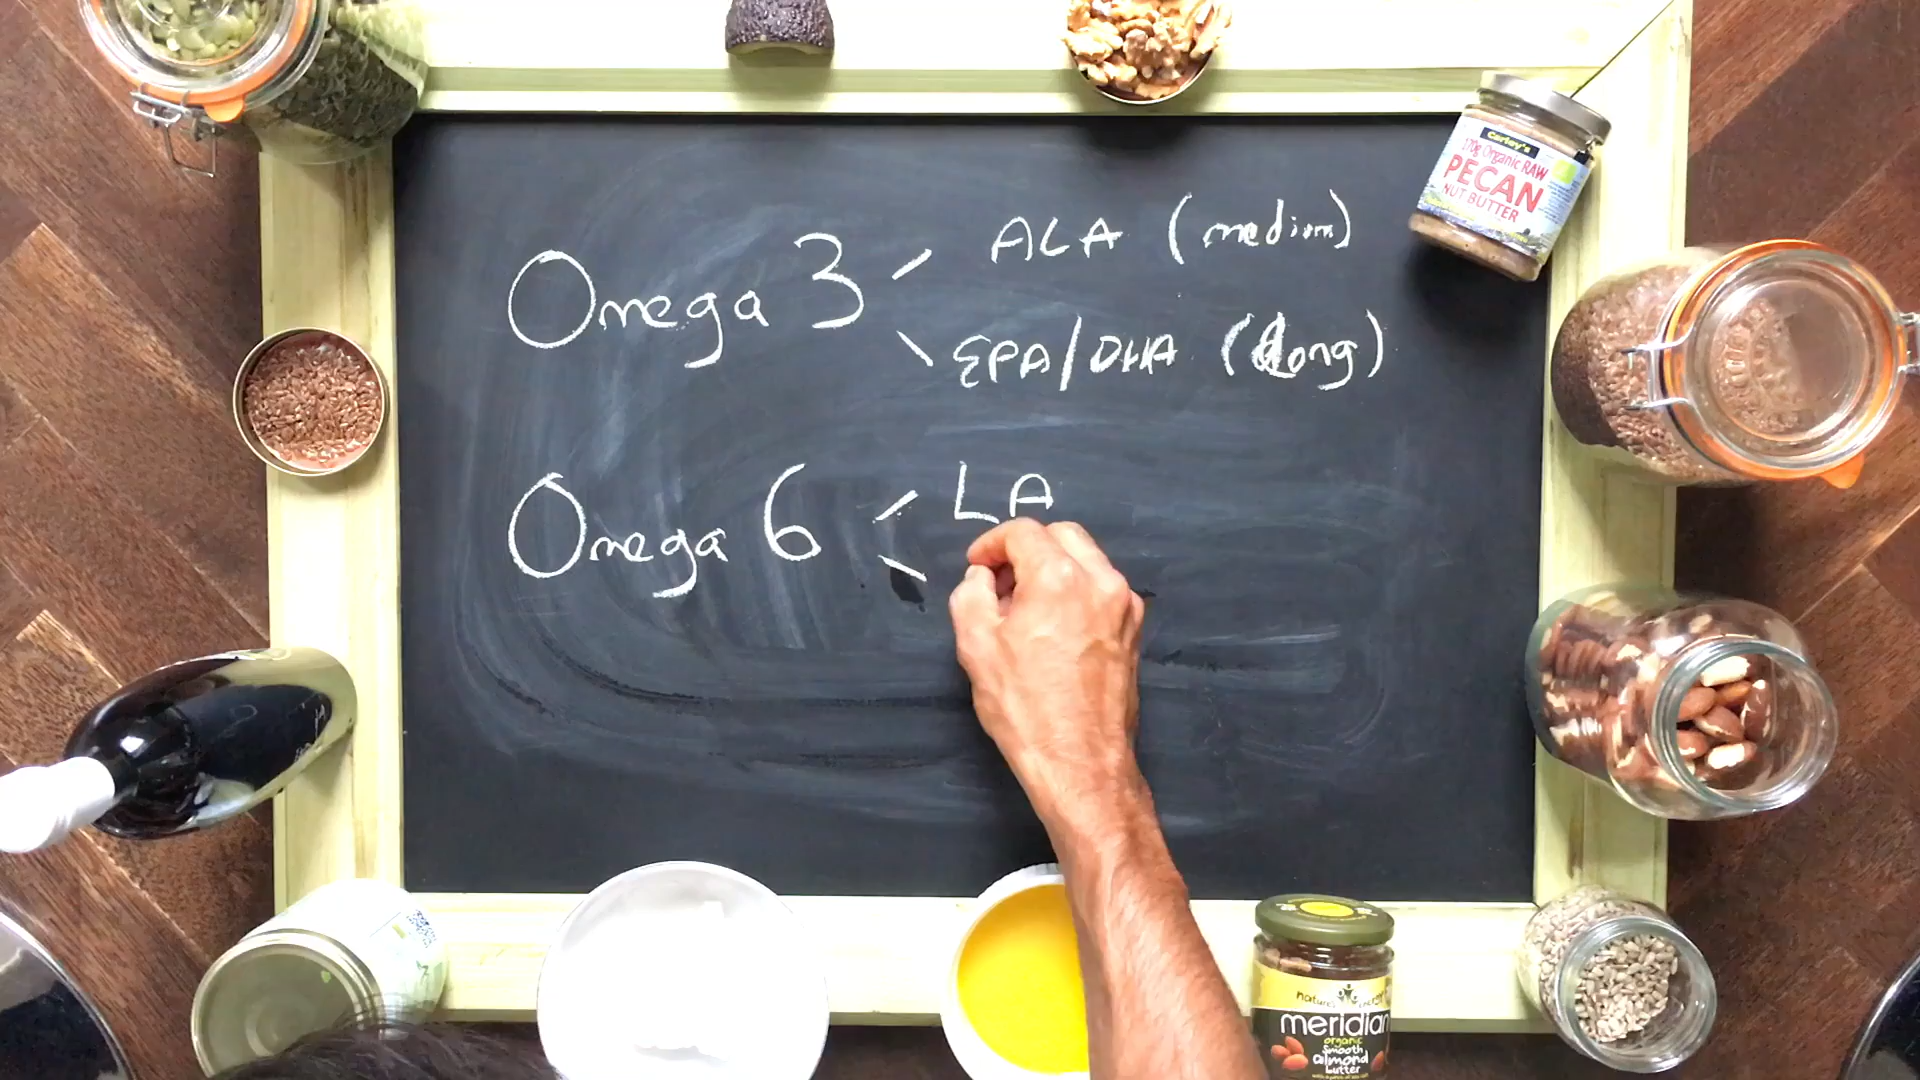 Omega 3
ALA (medium)
EPA/DHA (long)
Omega 6
LA
Carley's
170g Organic RAW
PECAN
NUT BUTTER
meridian
organic
Smooth
almond
butter